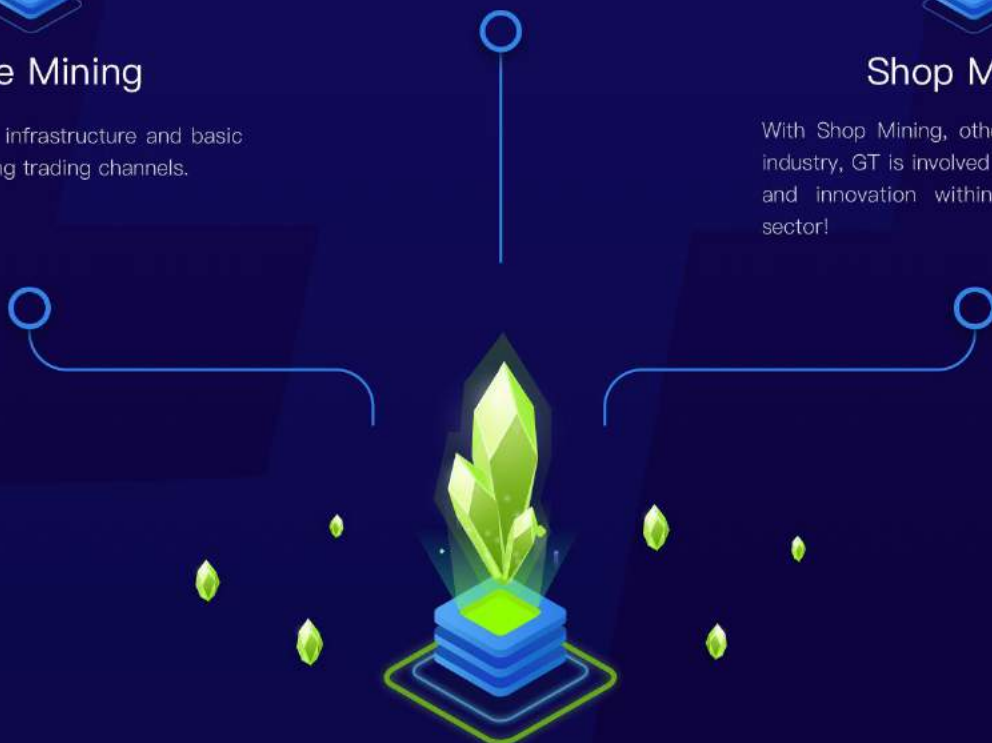 e Mining
infrastructure and basic
ng trading channels.
Shop M
With Shop Mining, othe
industry, GT is involved
and innovation within
sector!